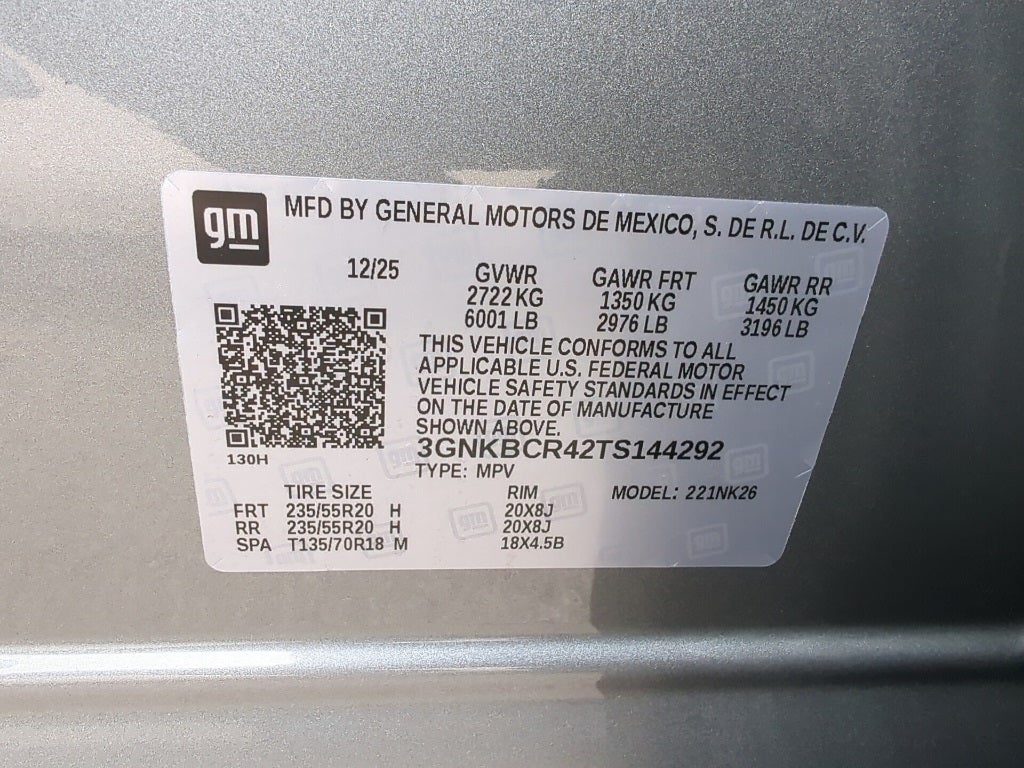 gm MFD BY GENERAL MOTORS DE MEXICO, S. DE R.L. DE C.V.
12/25 GVWR GAWR FRT GAWR RR
2722 KG 1350 KG 1450 KG
6001 LB 2976 LB 3196 LB
THIS VEHICLE CONFORMS TO ALL
APPLICABLE U.S. FEDERAL MOTOR
VEHICLE SAFETY STANDARDS IN EFFECT
ON THE DATE OF MANUFACTURE
SHOWN ABOVE.
3GNKBCR42TS144292
130H
TYPE: MPV
TIRE SIZE RIM MODEL: 221NK26
FRT 235/55R20 H 20X8J
RR 235/55R20 H 20X8J
SPA T135/70R18 M 18X4.5B